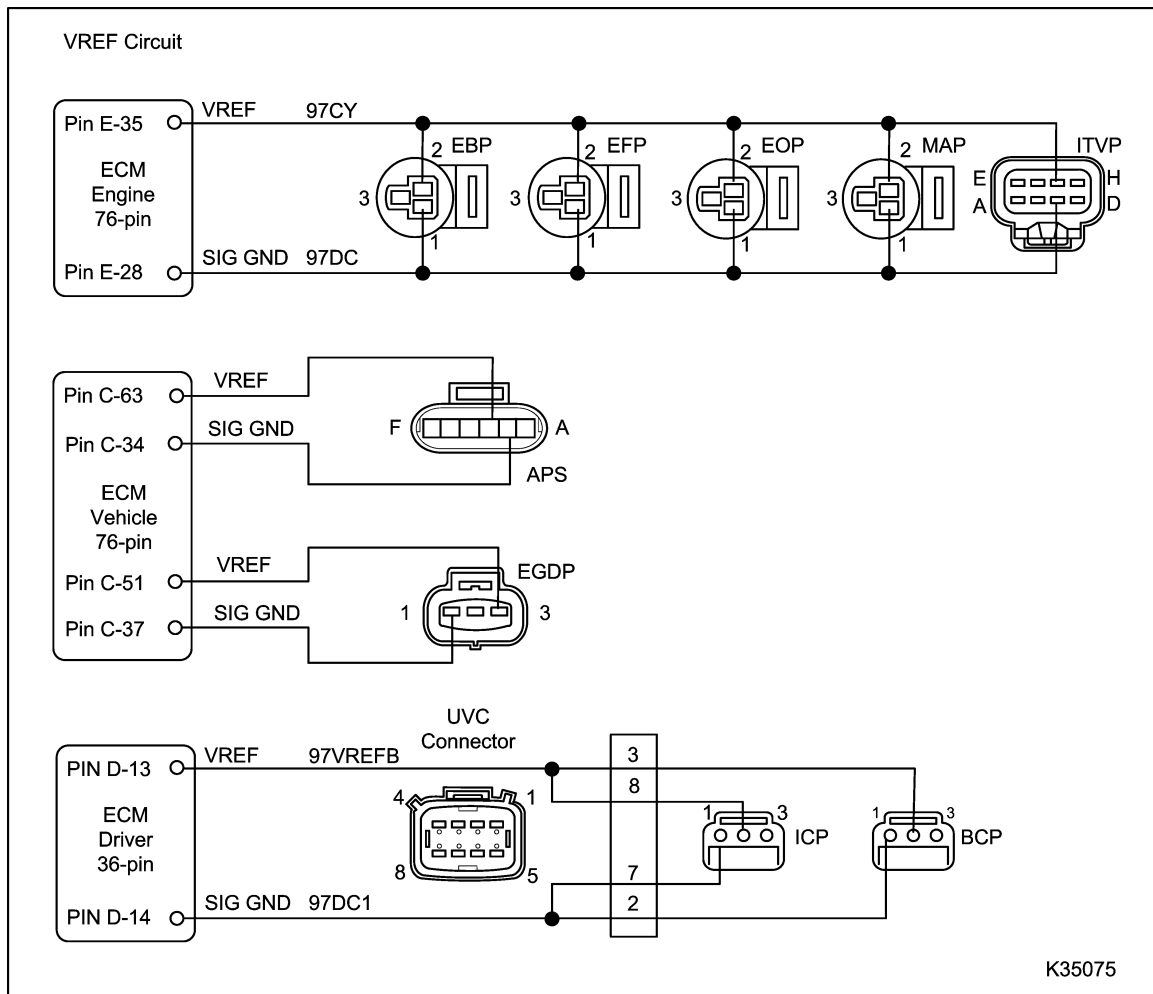 VREF Circuit
Pin E-35
VREF 97CY
ECM
Engine
76-pin
Pin E-28
SIG GND 97DC
2 EBP
3
1
2 EFP
3
1
2 EOP
3
1
2 MAP
3
1
ITVP
E H
A D
Pin C-63
VREF
Pin C-34
SIG GND
ECM
Vehicle
76-pin
Pin C-51
VREF
Pin C-37
SIG GND
F A
APS
EGDP
1 3
UVC
Connector
PIN D-13
VREF 97VREFB
ECM
Driver
36-pin
PIN D-14
SIG GND 97DC1
4 1
8 5
3
8
7
2
1 3
ICP
1 3
BCP
K35075